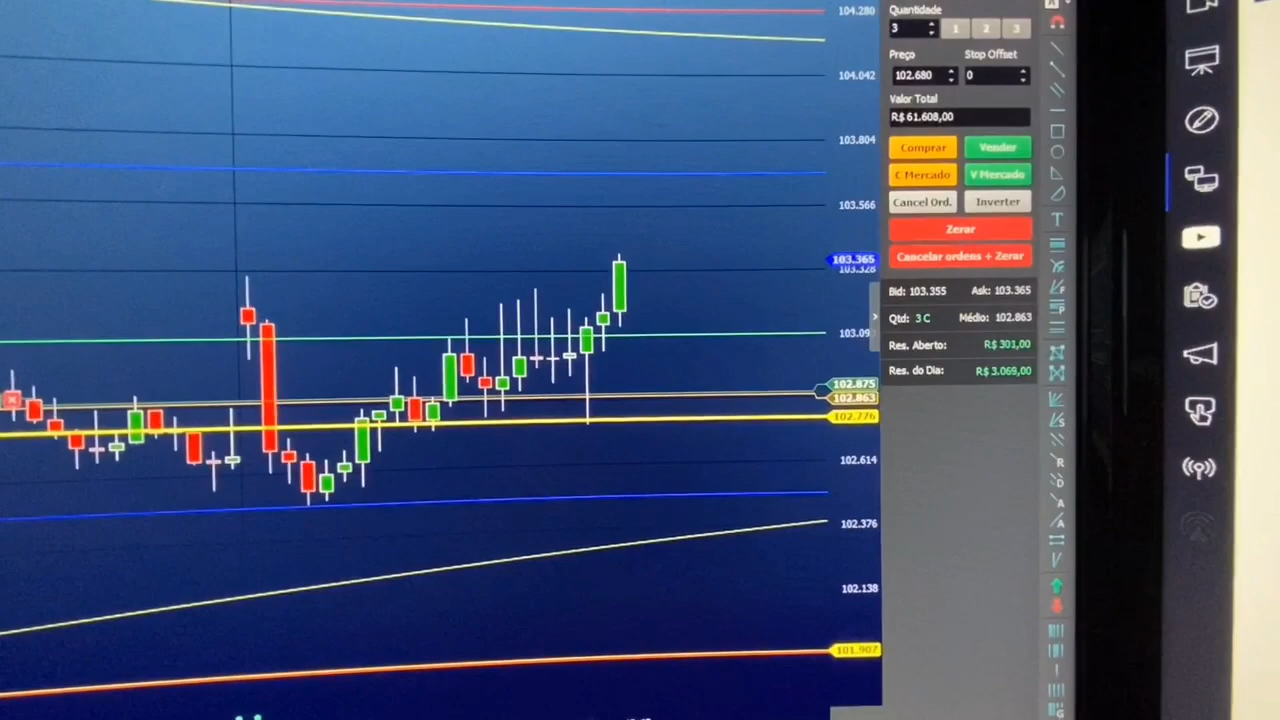 104.280
104.042
103.804
103.566
103.365
103.328
103.09
102.875
102.863
102.776
102.614
102.376
102.138
101.907
Quantidade
3 1 2 3
Preço Stop Offset
102.680 0
Valor Total
R$ 61.608,00
Comprar Vender
C Mercado V Mercado
Cancel Ord. Inverter
Zerar
Cancelar ordens + Zerar
Bid: 103.355 Ask: 103.365
Qtd: 3 C Médio: 102.863
Res. Aberto: R$ 301,00
Res. do Dia: R$ 3.069,00
A
T
F
P
S
R
D
A
A
G